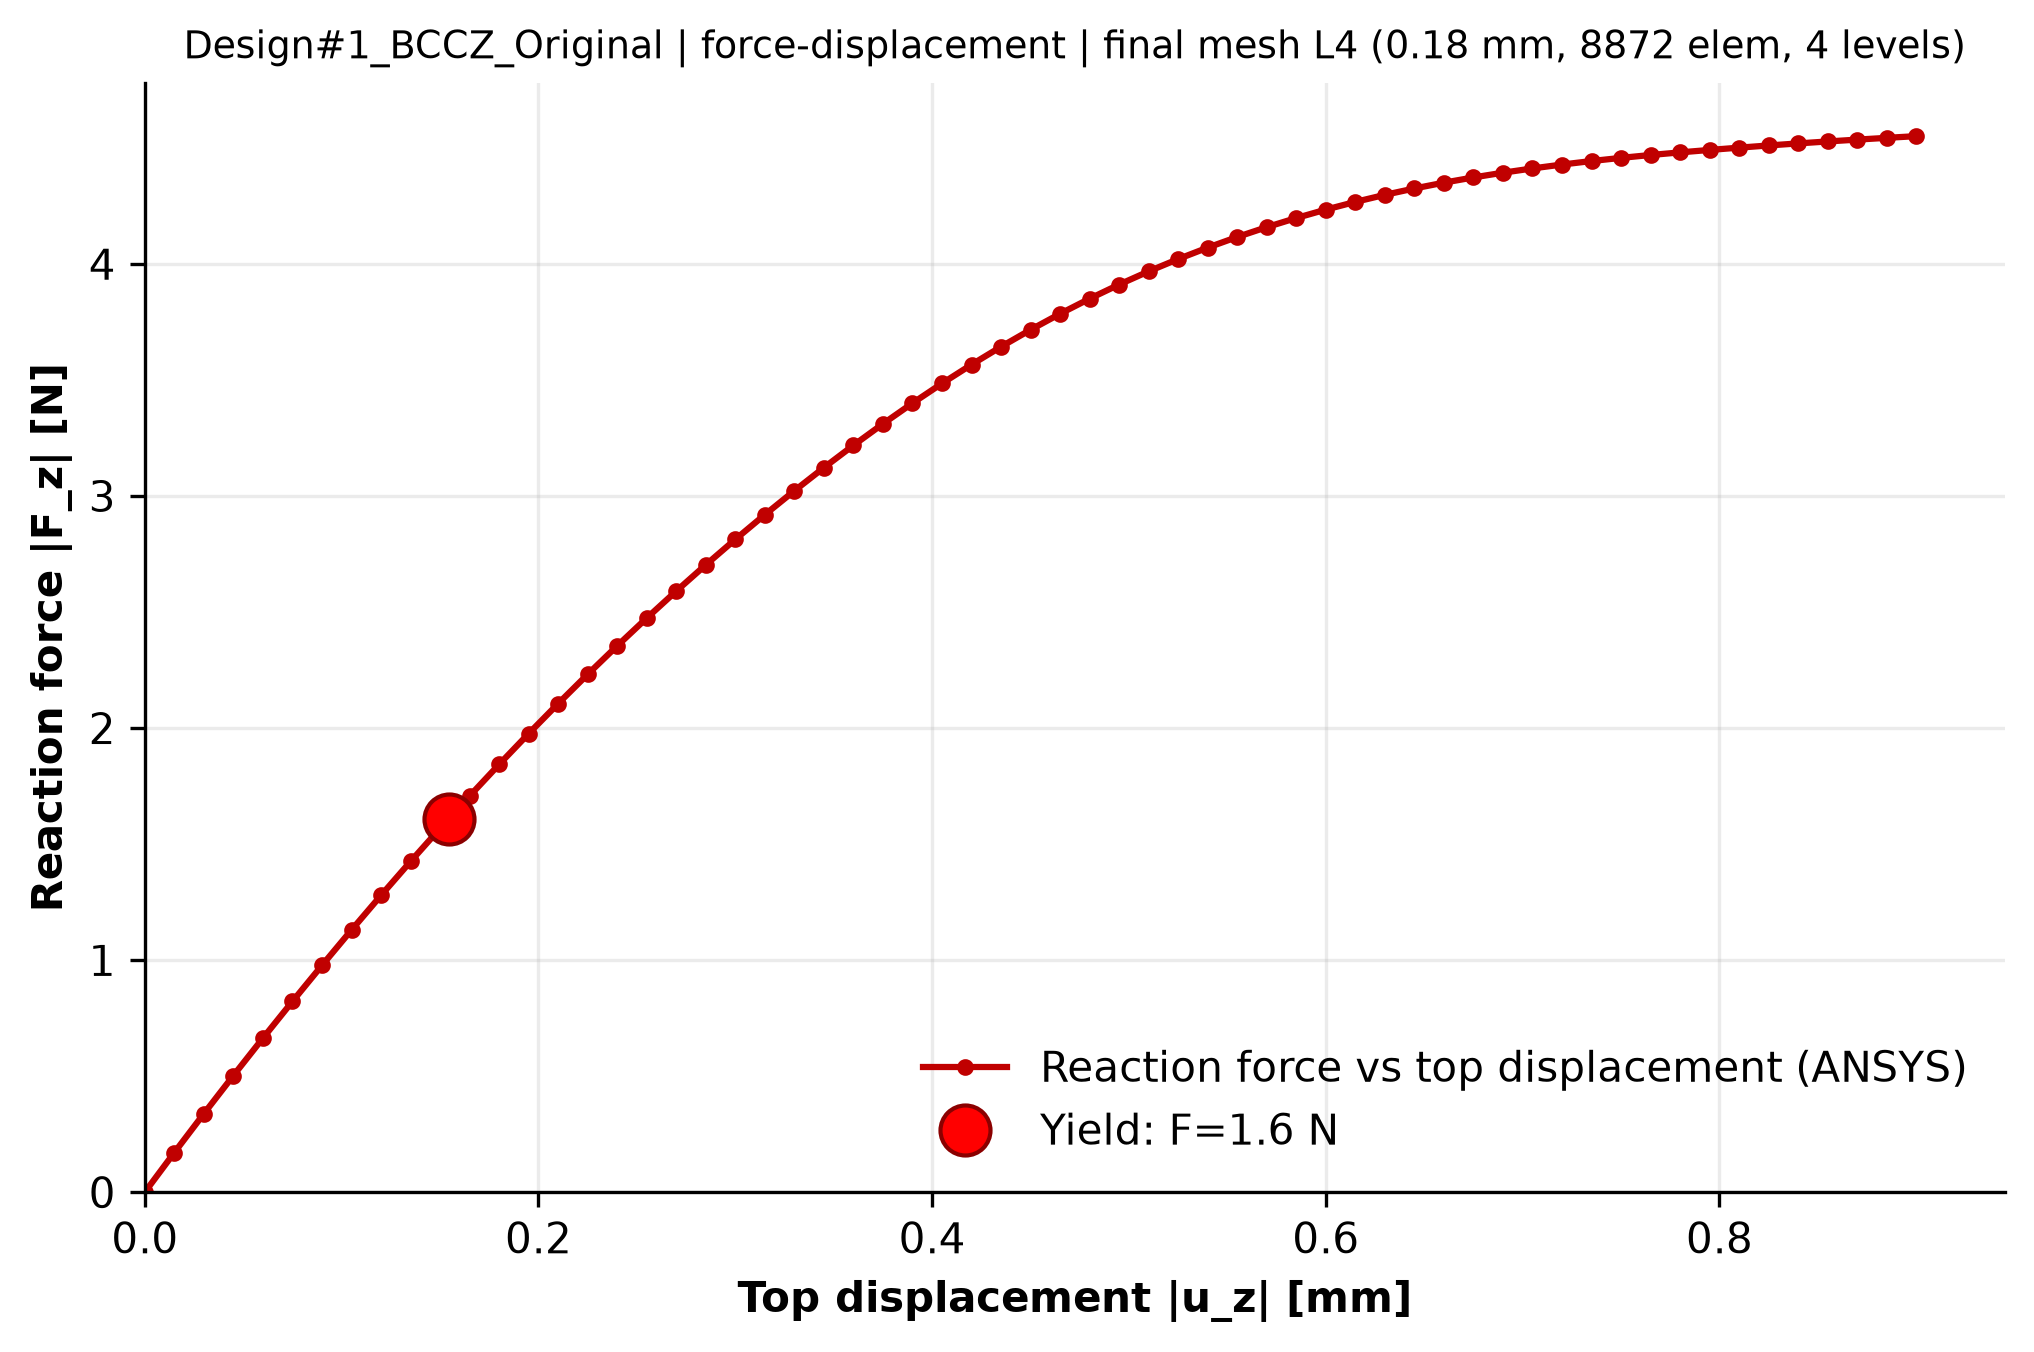 Design#1_BCCZ_Original | force-displacement | final mesh L4 (0.18 mm, 8872 elem, 4 levels)
Reaction force |F_z| [N]
4
3
2
1
0
0.0 0.2 0.4 0.6 0.8
Top displacement |u_z| [mm]
Reaction force vs top displacement (ANSYS)
Yield: F=1.6 N